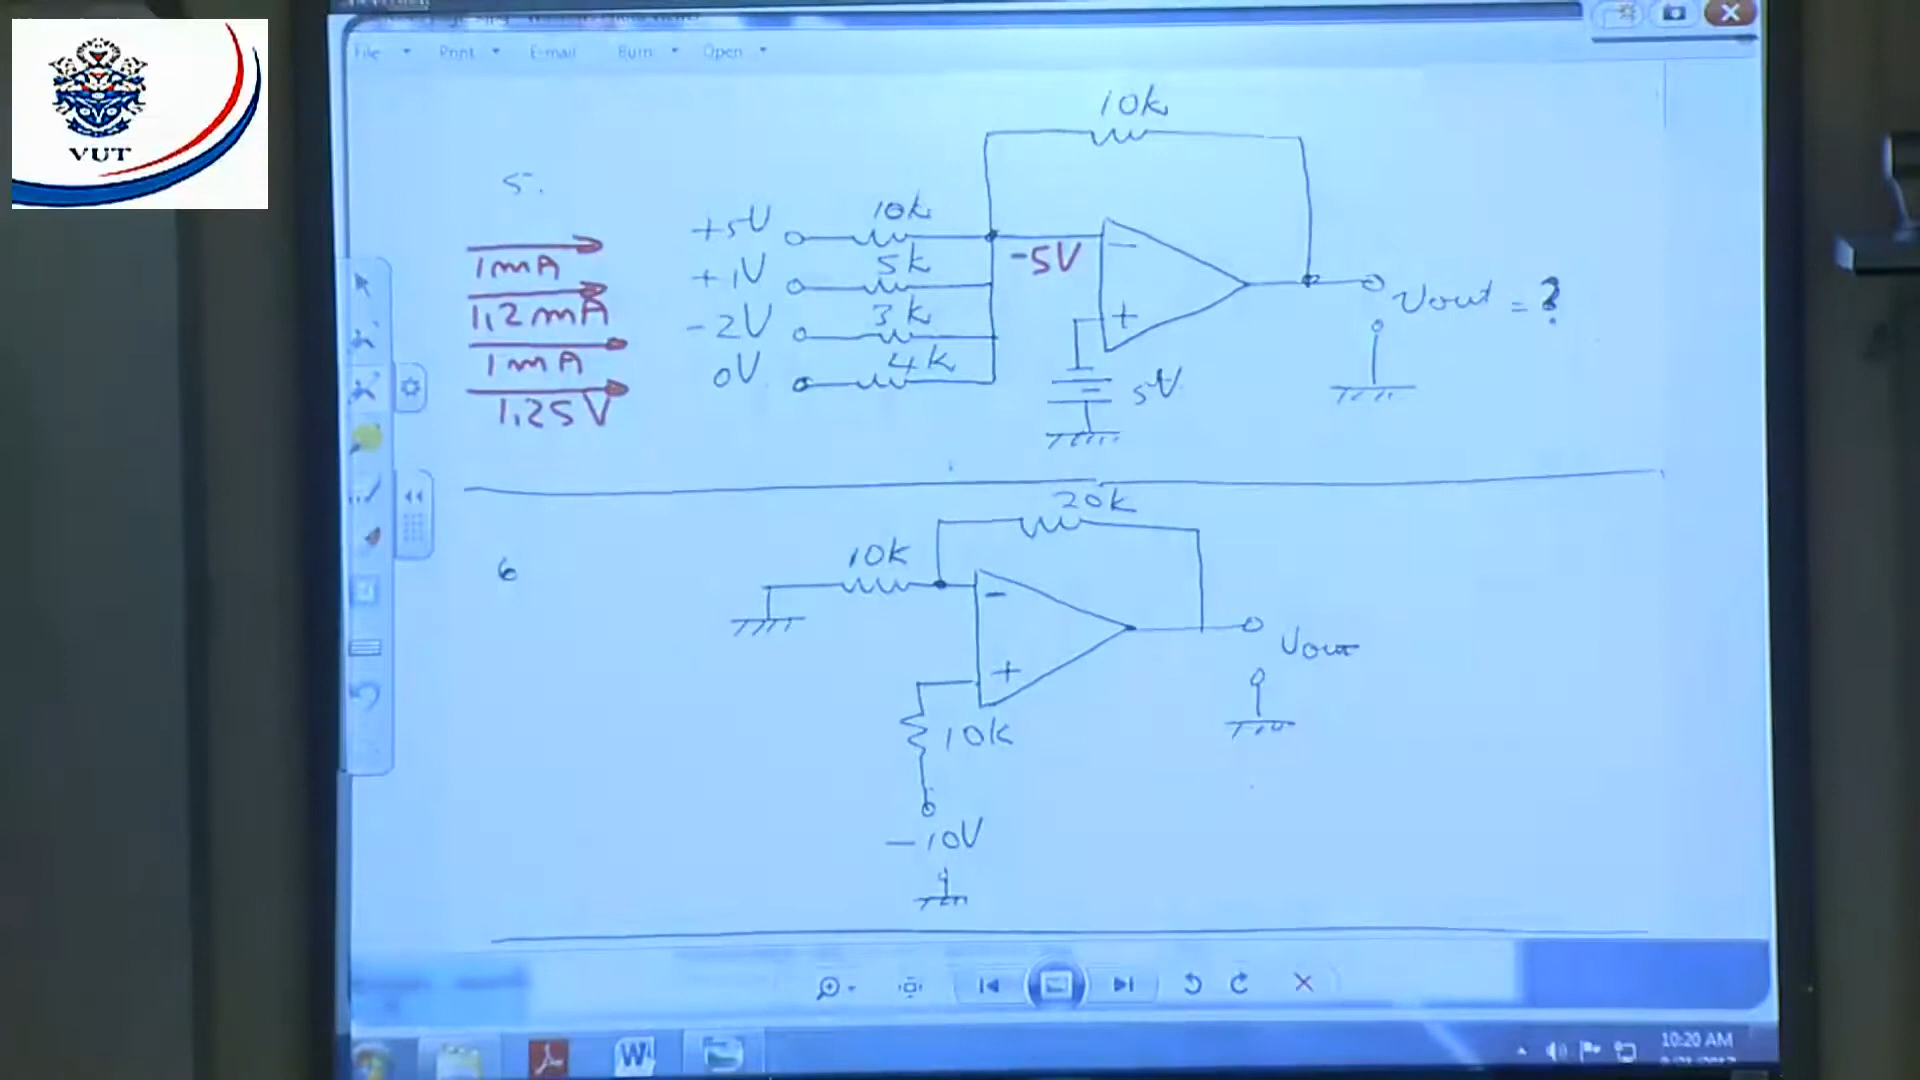 VUT
File Print E-mail Burn Open
10k
5.
+5V 10k
1mA
+1V 5k
-5V
1,2mA
-2V 3k
1mA
0V 4k
1,25V
-
+
5V
Vout = ?
20k
6
10k
-
+
Vout
10k
-10V
W
10:20 AM